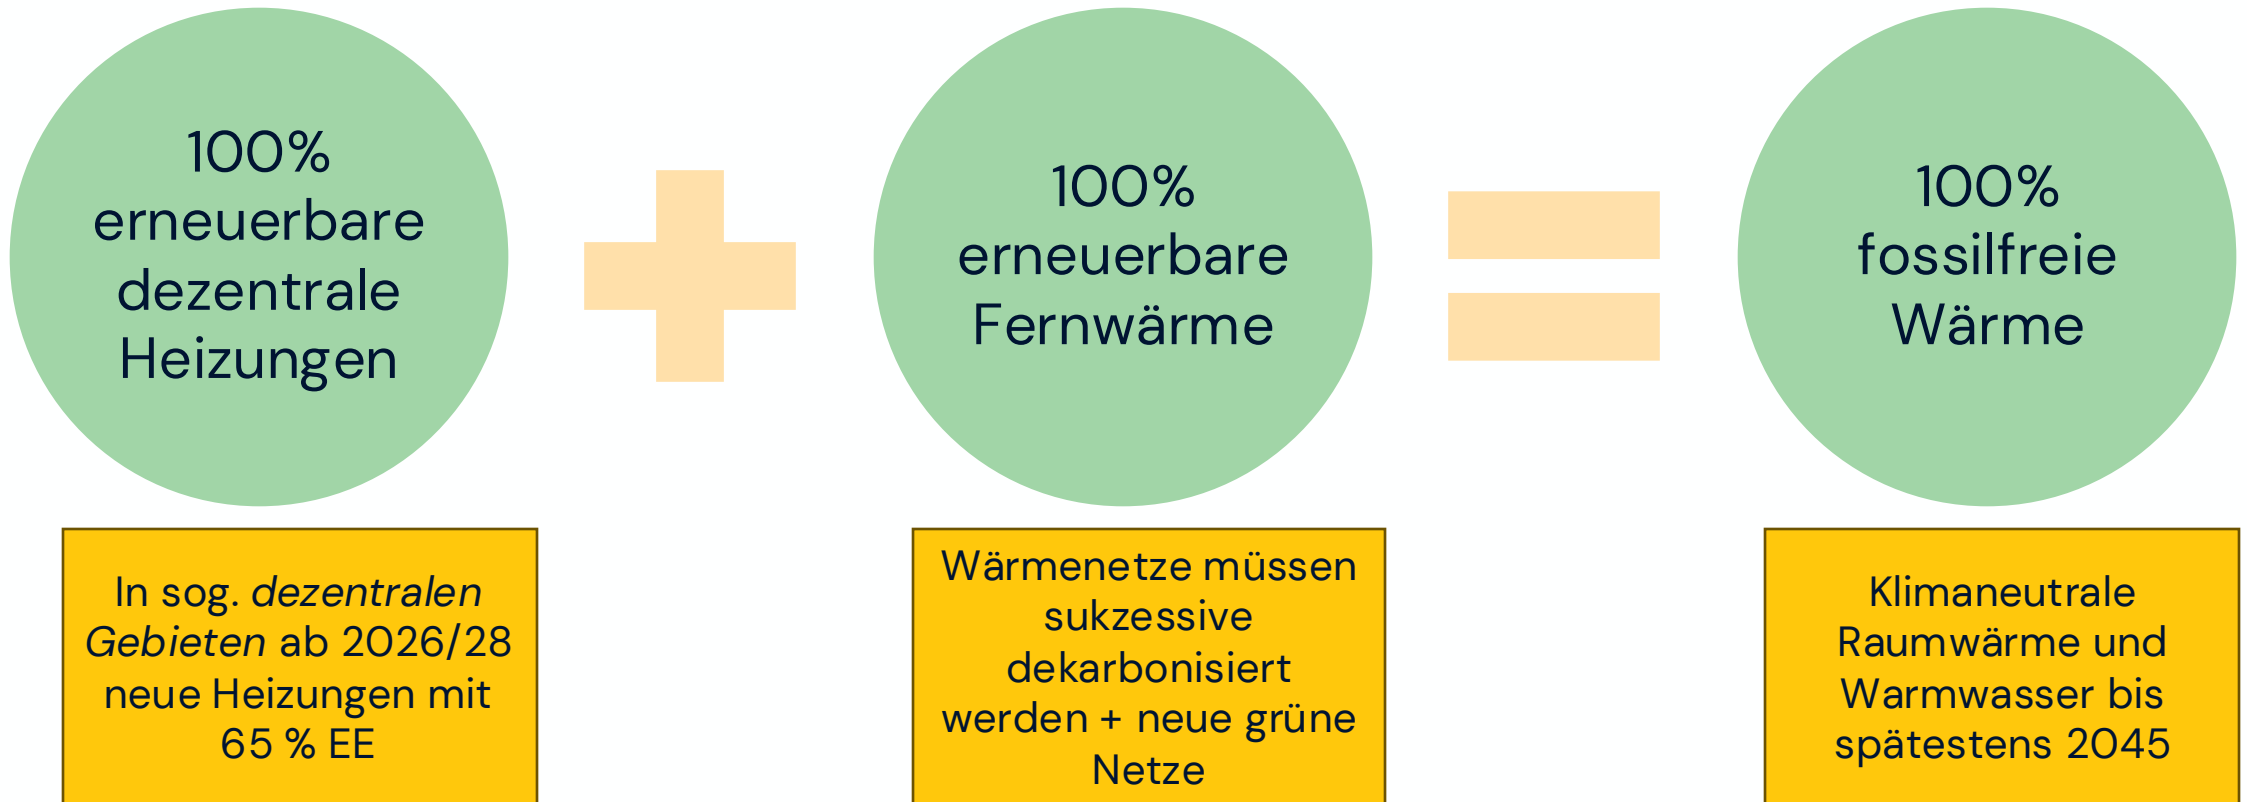 100%
erneuerbare
dezentrale
Heizungen
100%
erneuerbare
Fernwärme
100%
fossilfreie
Wärme
In sog. dezentralen
Gebieten ab 2026/28
neue Heizungen mit
65 % EE
Wärmenetze müssen
sukzessive
dekarbonisiert
werden + neue grüne
Netze
Klimaneutrale
Raumwärme und
Warmwasser bis
spätestens 2045